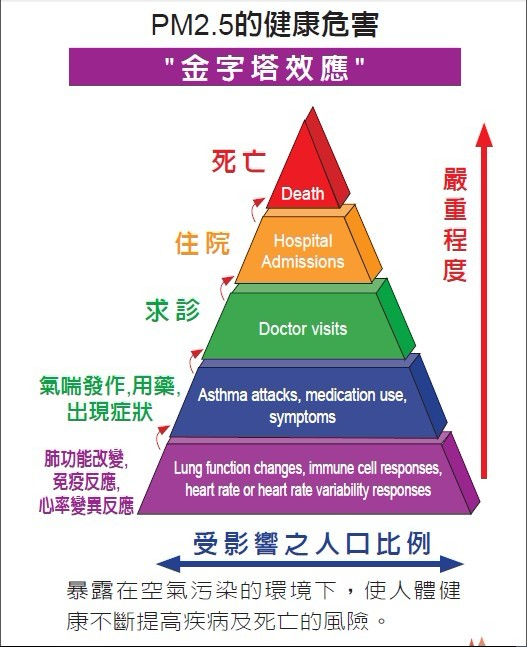 PM2.5的健康危害
"金字塔效應"
死亡
Death
嚴重程度
住院
Hospital
Admissions
求診
Doctor visits
氣喘發作,用藥,
出現症狀
Asthma attacks, medication use,
symptoms
肺功能改變,
免疫反應,
心率變異反應
Lung function changes, immune cell responses,
heart rate or heart rate variability responses
受影響之人口比例
暴露在空氣污染的環境下，使人體健
康不斷提高疾病及死亡的風險。